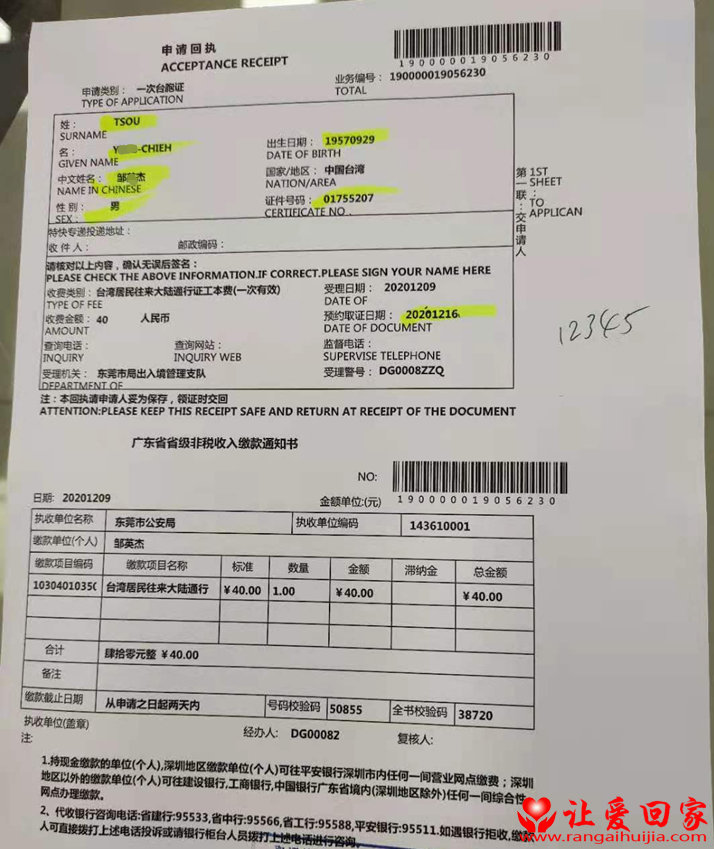 申请回执
ACCEPTANCE RECEIPT
19000001 9056230
申请类别： 一次台胞证
TYPE OF APPLICATION
业务编号： 190000019056230
TOTAL
姓： TSOU
SURNAME
名： Y -CHIEH
GIVEN NAME
出生日期： 19570929
DATE OF BIRTH
中文姓名： 邹 杰
NAME IN CHINESE
国家/地区： 中国台湾
NATION/AREA
性别： 男
SEX:
证件号码： 01755207
CERTIFICATE NO.
第一联：交申请人
1ST SHEET : TO APPLICAN
特快专递投递地址：
收件人： 邮政编码：
请核对以上内容，确认无误后签名：
PLEASE CHECK THE ABOVE INFORMATION.IF CORRECT.PLEASE SIGN YOUR NAME HERE
收费类别： 台湾居民往来大陆通行证工本费(一次有效)
TYPE OF FEE
受理日期： 20201209
DATE OF
收费金额： 40 人民币
AMOUNT
预约取证日期： 20201216
DATE OF DOCUMENT
12345
查询电话：
INQUIRY
查询网站：
INQUIRY WEB
监督电话：
SUPERVISE TELEPHONE
受理机关： 东莞市局出入境管理支队
DEPARTMENT OF
受理警号： DG0008ZZQ
注：本回执请申请人妥为保存，领证时交回
ATTENTION:PLEASE KEEP THIS RECEIPT SAFE AND RETURN AT RECEIPT OF THE DOCUMENT
广东省省级非税收入缴款通知书
NO:
190000019056230
日期: 20201209
金额单位:(元)
执收单位名称 东莞市公安局 执收单位编码 143610001
缴款单位(个人) 邹英杰
缴款项目编码 缴款项目名称 标准 数量 金额 滞纳金 总金额
1030401035( 台湾居民往来大陆通行 ¥40.00 1.00 ¥40.00 ¥40.00
合计 肆拾零元整 ¥40.00
备注
缴款截止日期 从申请之日起两天内 号码校验码 50855 全书校验码 38720
执收单位(盖章) 经办人: DG00082 复核人:
注:
1.持现金缴款的单位(个人),深圳地区缴款单位(个人)可往平安银行深圳市内任何一间营业网点缴费；深圳
地区以外的缴款单位(个人)可往建设银行,工商银行,中国银行广东省境内(深圳地区除外)任何一间综合性
网点办理缴款。
2、代收银行咨询电话:省建行:95533,省中行:95566,省工行:95588,平安银行:95511.如遇银行拒收,缴款
人可直接拨打上述电话投诉或请银行柜台人员拨打上述电话进行咨询。
让爱回家
www.rangaihuijia.com